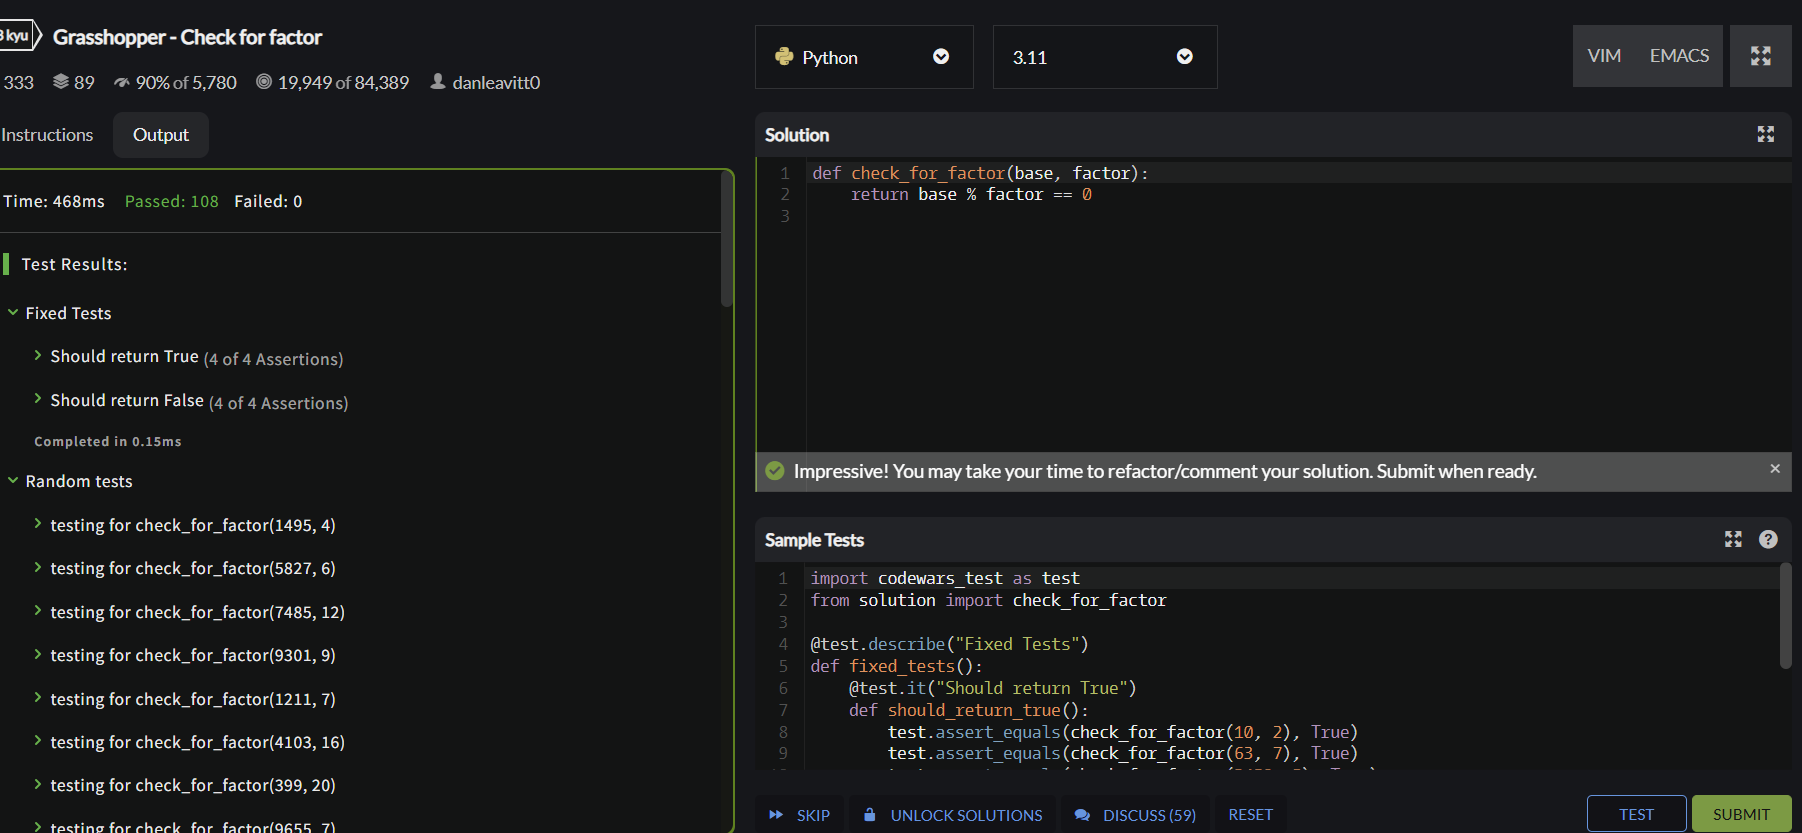 kyu Grasshopper - Check for factor
333 89 90% of 5,780 19,949 of 84,389 danleavitt0
Instructions Output
Time: 468ms Passed: 108 Failed: 0
Test Results:
Fixed Tests
Should return True (4 of 4 Assertions)
Should return False (4 of 4 Assertions)
Completed in 0.15ms
Random tests
testing for check_for_factor(1495, 4)
testing for check_for_factor(5827, 6)
testing for check_for_factor(7485, 12)
testing for check_for_factor(9301, 9)
testing for check_for_factor(1211, 7)
testing for check_for_factor(4103, 16)
testing for check_for_factor(399, 20)
testing for check_for_factor(9655, 7)
Python 3.11 VIM EMACS
Solution
1 def check_for_factor(base, factor):
2 return base % factor == 0
3
Impressive! You may take your time to refactor/comment your solution. Submit when ready. ×
Sample Tests ?
1 import codewars_test as test
2 from solution import check_for_factor
3
4 @test.describe("Fixed Tests")
5 def fixed_tests():
6 @test.it("Should return True")
7 def should_return_true():
8 test.assert_equals(check_for_factor(10, 2), True)
9 test.assert_equals(check_for_factor(63, 7), True)
SKIP UNLOCK SOLUTIONS DISCUSS (59) RESET TEST SUBMIT